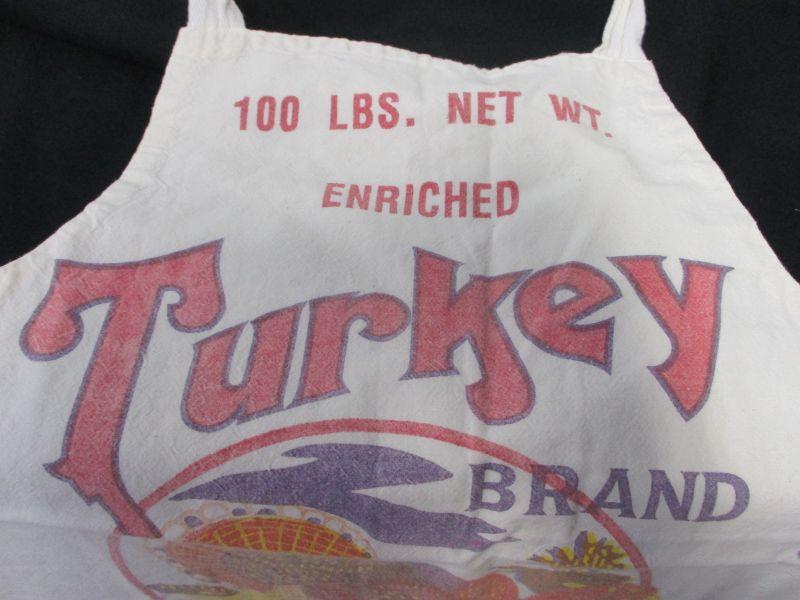 100 LBS. NET WT.
ENRICHED
Turkey
BRAND